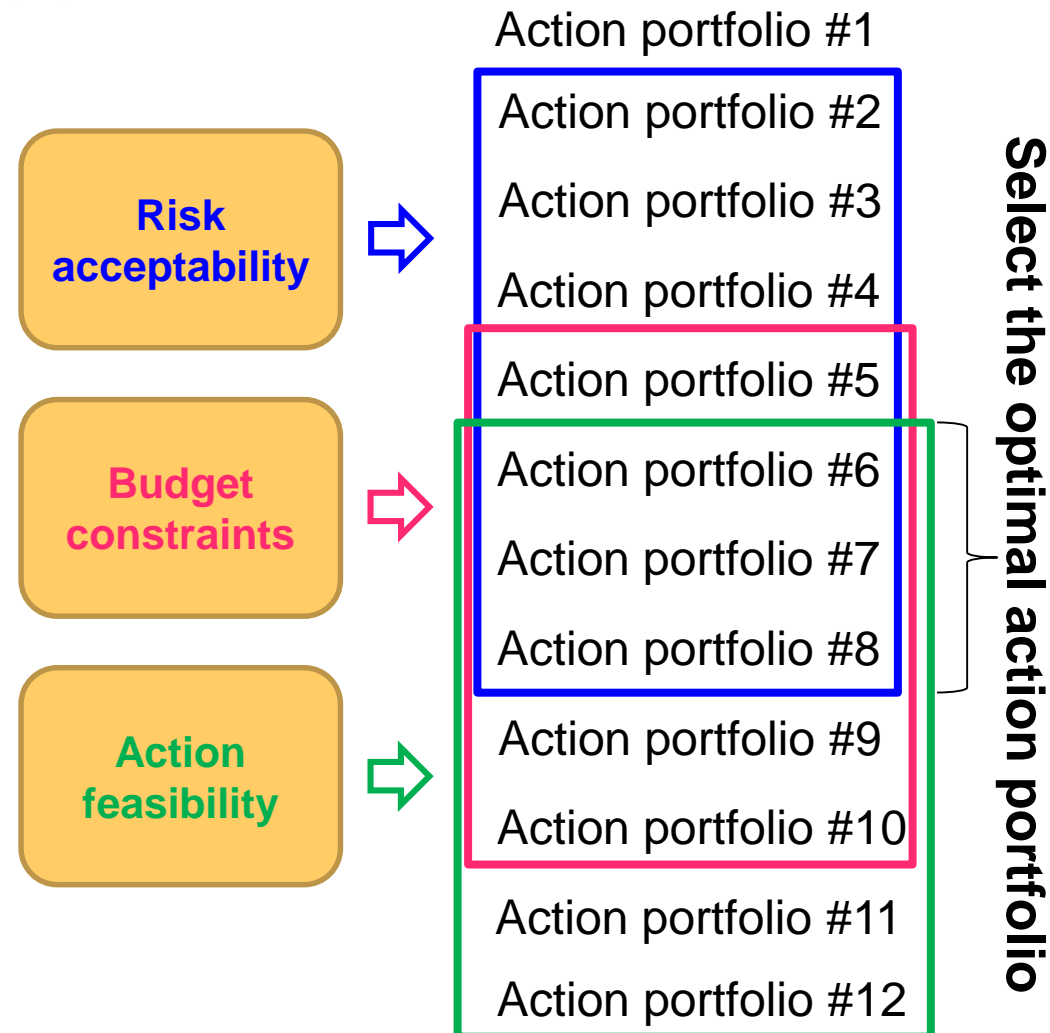 Action portfolio #1
Action portfolio #2
Action portfolio #3
Action portfolio #4
Action portfolio #5
Action portfolio #6
Action portfolio #7
Action portfolio #8
Action portfolio #9
Action portfolio #10
Action portfolio #11
Action portfolio #12
Risk
acceptability
Budget
constraints
Action
feasibility
Select the optimal action portfolio